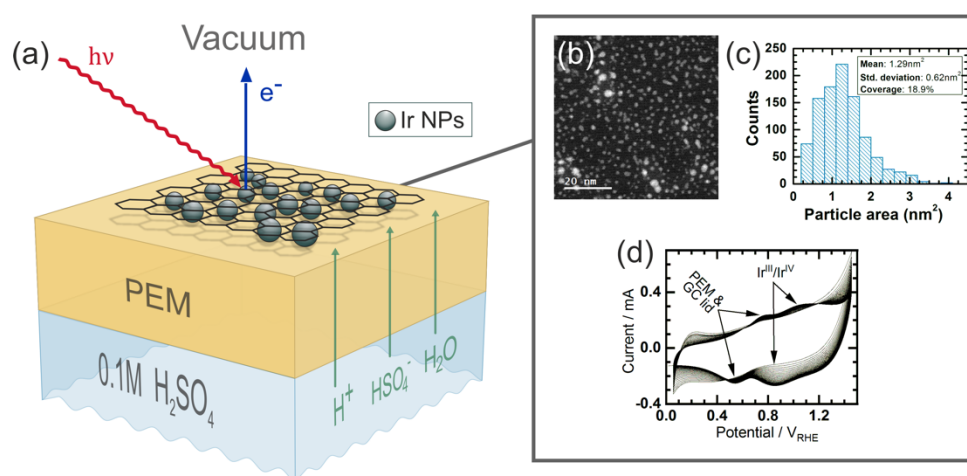 (a)
hν
Vacuum
e⁻
Ir NPs
PEM
0.1M H₂SO₄
H⁺
HSO₄⁻
H₂O
(b)
20 nm
(c)
Counts
250
200
150
100
50
0
Mean: 1.29nm²
Std. deviation: 0.62nm²
Coverage: 18.9%
0 1 2 3 4
Particle area (nm²)
(d)
Current / mA
0.4
0.0
-0.4
PEM &
GC lid
Irᴵᴵᴵ/Irᴵⱽ
0.0 0.4 0.8 1.2
Potential / V_RHE